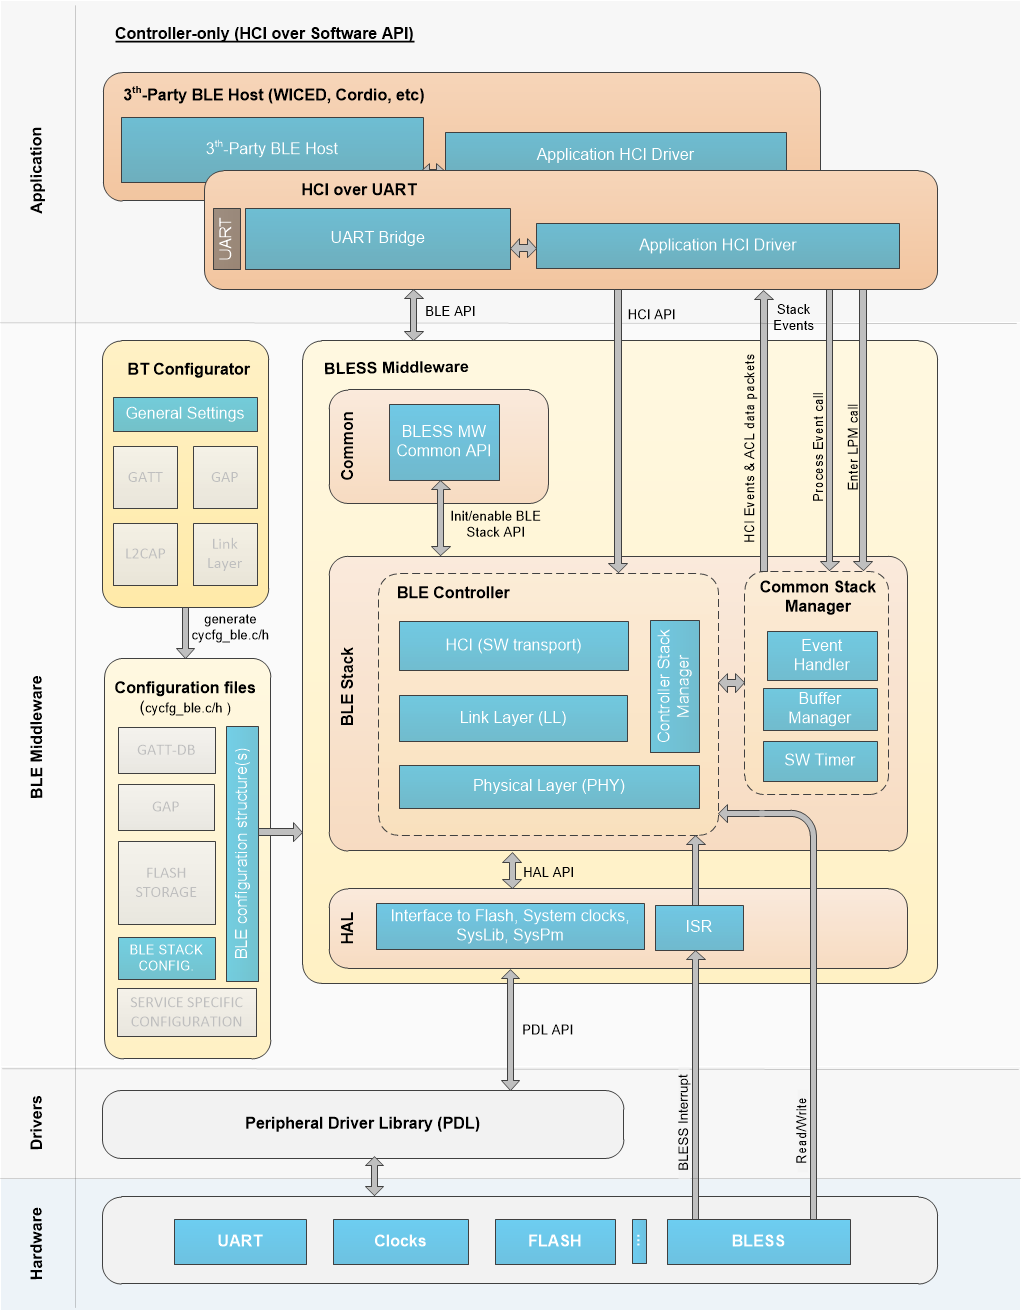 Controller-only (HCI over Software API)
Application
3th-Party BLE Host (WICED, Cordio, etc)
3th-Party BLE Host
Application HCI Driver
HCI over UART
UART
UART Bridge
Application HCI Driver
BLE API
HCI API
Stack
Events
BLE Middleware
BT Configurator
General Settings
GATT
GAP
L2CAP
Link
Layer
generate
cycfg_ble.c/h
Configuration files
(cycfg_ble.c/h )
GATT-DB
GAP
FLASH
STORAGE
BLE STACK
CONFIG.
SERVICE SPECIFIC
CONFIGURATION
BLE configuration structure(s)
BLESS Middleware
Common
BLESS MW
Common API
Init/enable BLE
Stack API
HCI Events & ACL data packets
Process Event call
Enter LPM call
BLE Stack
BLE Controller
HCI (SW transport)
Link Layer (LL)
Physical Layer (PHY)
Controller Stack
Manager
Common Stack
Manager
Event
Handler
Buffer
Manager
SW Timer
HAL API
HAL
Interface to Flash, System clocks,
SysLib, SysPm
ISR
PDL API
BLESS Interrupt
Read/Write
Drivers
Peripheral Driver Library (PDL)
Hardware
UART
Clocks
FLASH
...
BLESS